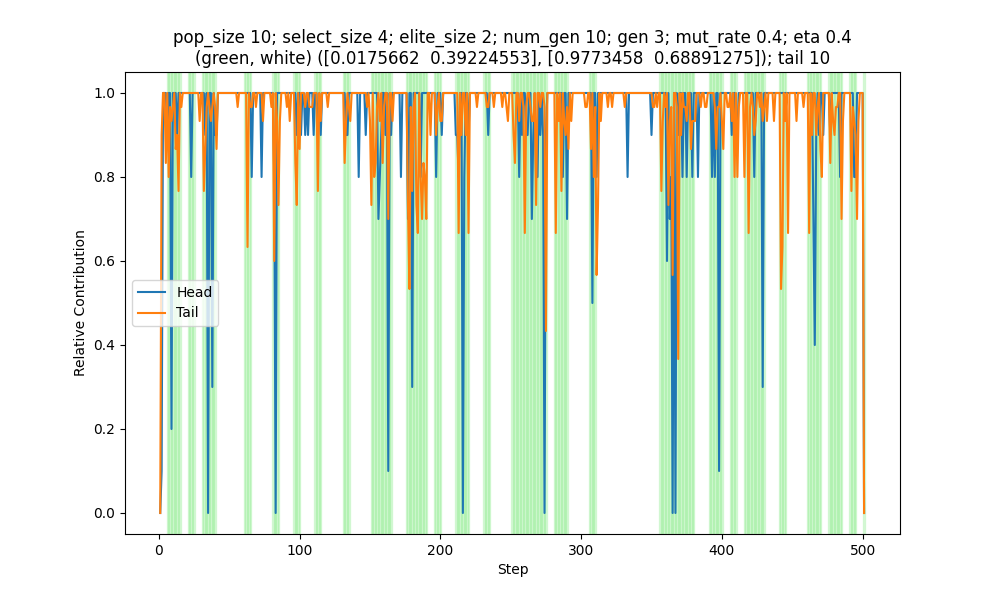 pop_size 10; select_size 4; elite_size 2; num_gen 10; gen 3; mut_rate 0.4; eta 0.4
(green, white) ([0.0175662  0.39224553], [0.9773458  0.68891275]); tail 10
1.0
0.8
0.6
0.4
0.2
0.0
Relative Contribution
Head
Tail
0
100
200
300
400
500
Step